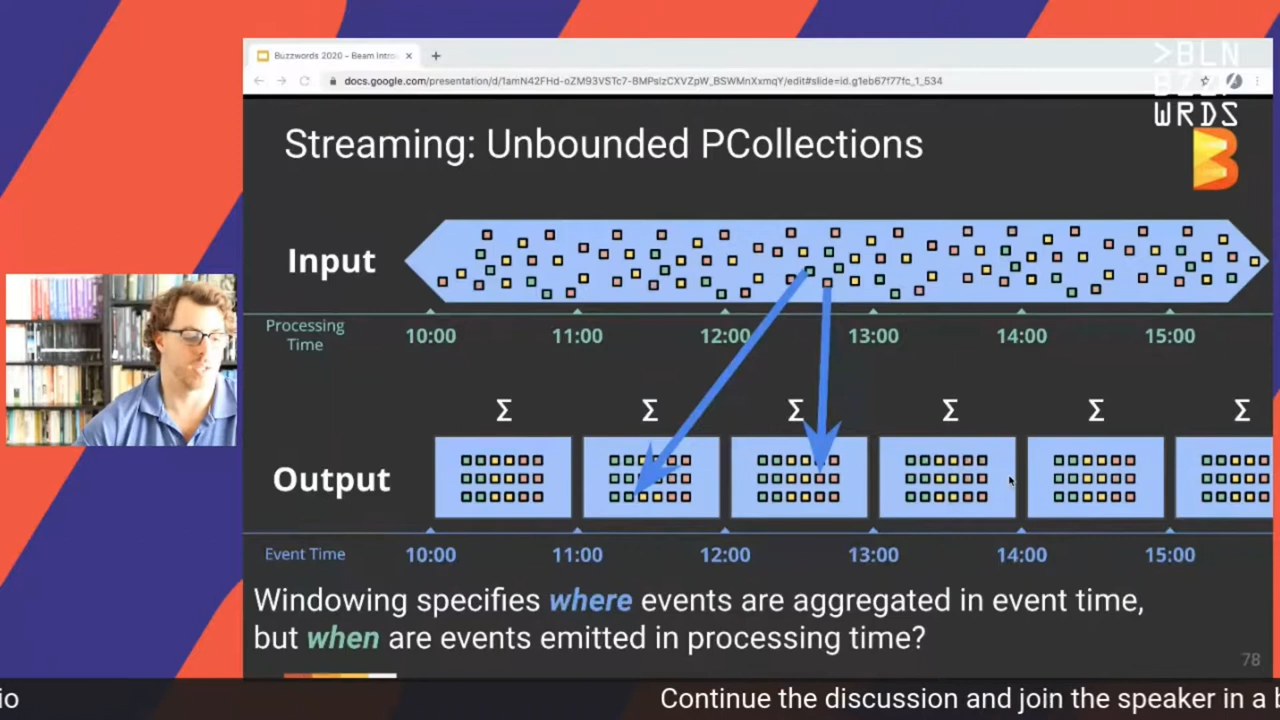 Buzzwords 2020 - Beam Intro
docs.google.com/presentation/d/1amN42FHd-oZM93VSTc7-BMPsIzCXVZpW_BSWMnXxmqY/edit#slide=id.g1eb67f77fc_1_534
>BLN
WRDS
Streaming: Unbounded PCollections
Input
Processing
Time
10:00 11:00 12:00 13:00 14:00 15:00
Σ Σ Σ Σ Σ Σ
Output
Event Time 10:00 11:00 12:00 13:00 14:00 15:00
Windowing specifies where events are aggregated in event time,
but when are events emitted in processing time?
78
io Continue the discussion and join the speaker in a b